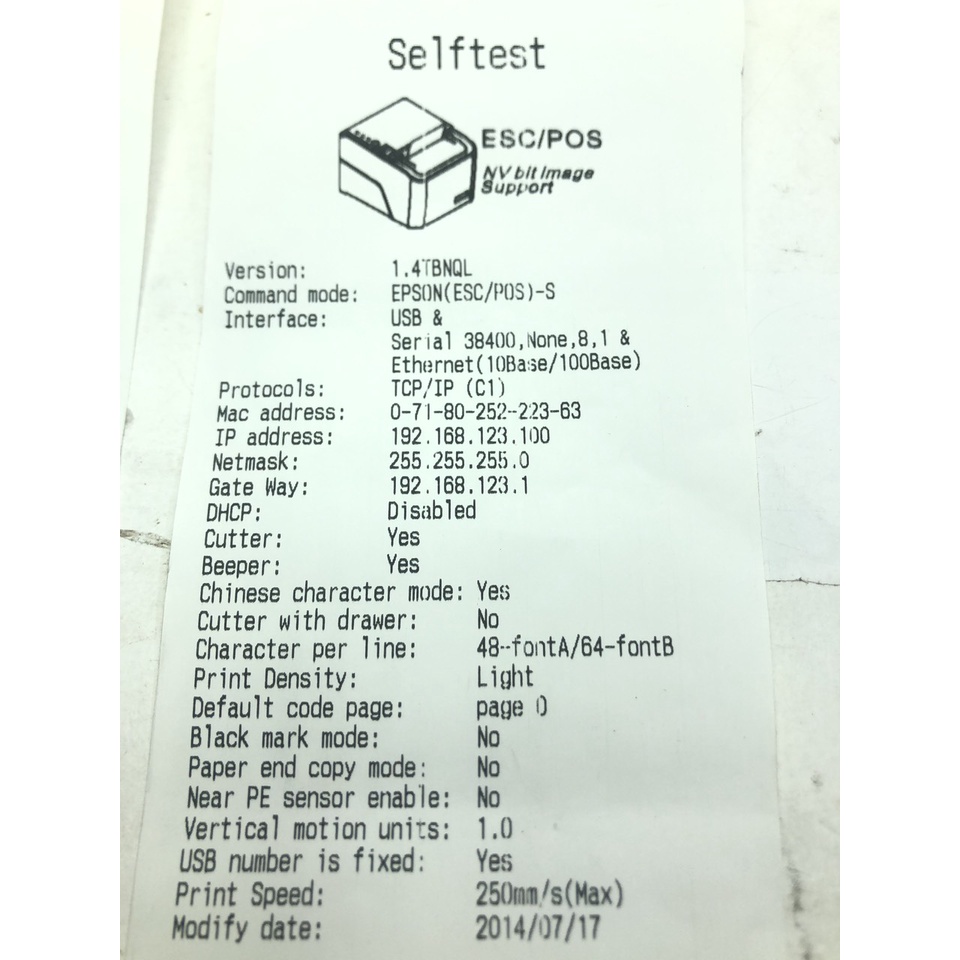 Selftest
ESC/POS
NV bit Image
Support
Version: 1.4TBNQL
Command mode: EPSON(ESC/POS)-S
Interface: USB &
Serial 38400,None,8,1 &
Ethernet(10Base/100Base)
Protocols: TCP/IP (C1)
Mac address: 0-71-80-252-223-63
IP address: 192.168.123.100
Netmask: 255.255.255.0
Gate Way: 192.168.123.1
DHCP: Disabled
Cutter: Yes
Beeper: Yes
Chinese character mode: Yes
Cutter with drawer: No
Character per line: 48-fontA/64-fontB
Print Density: Light
Default code page: page 0
Black mark mode: No
Paper end copy mode: No
Near PE sensor enable: No
Vertical motion units: 1.0
USB number is fixed: Yes
Print Speed: 250mm/s(Max)
Modify date: 2014/07/17